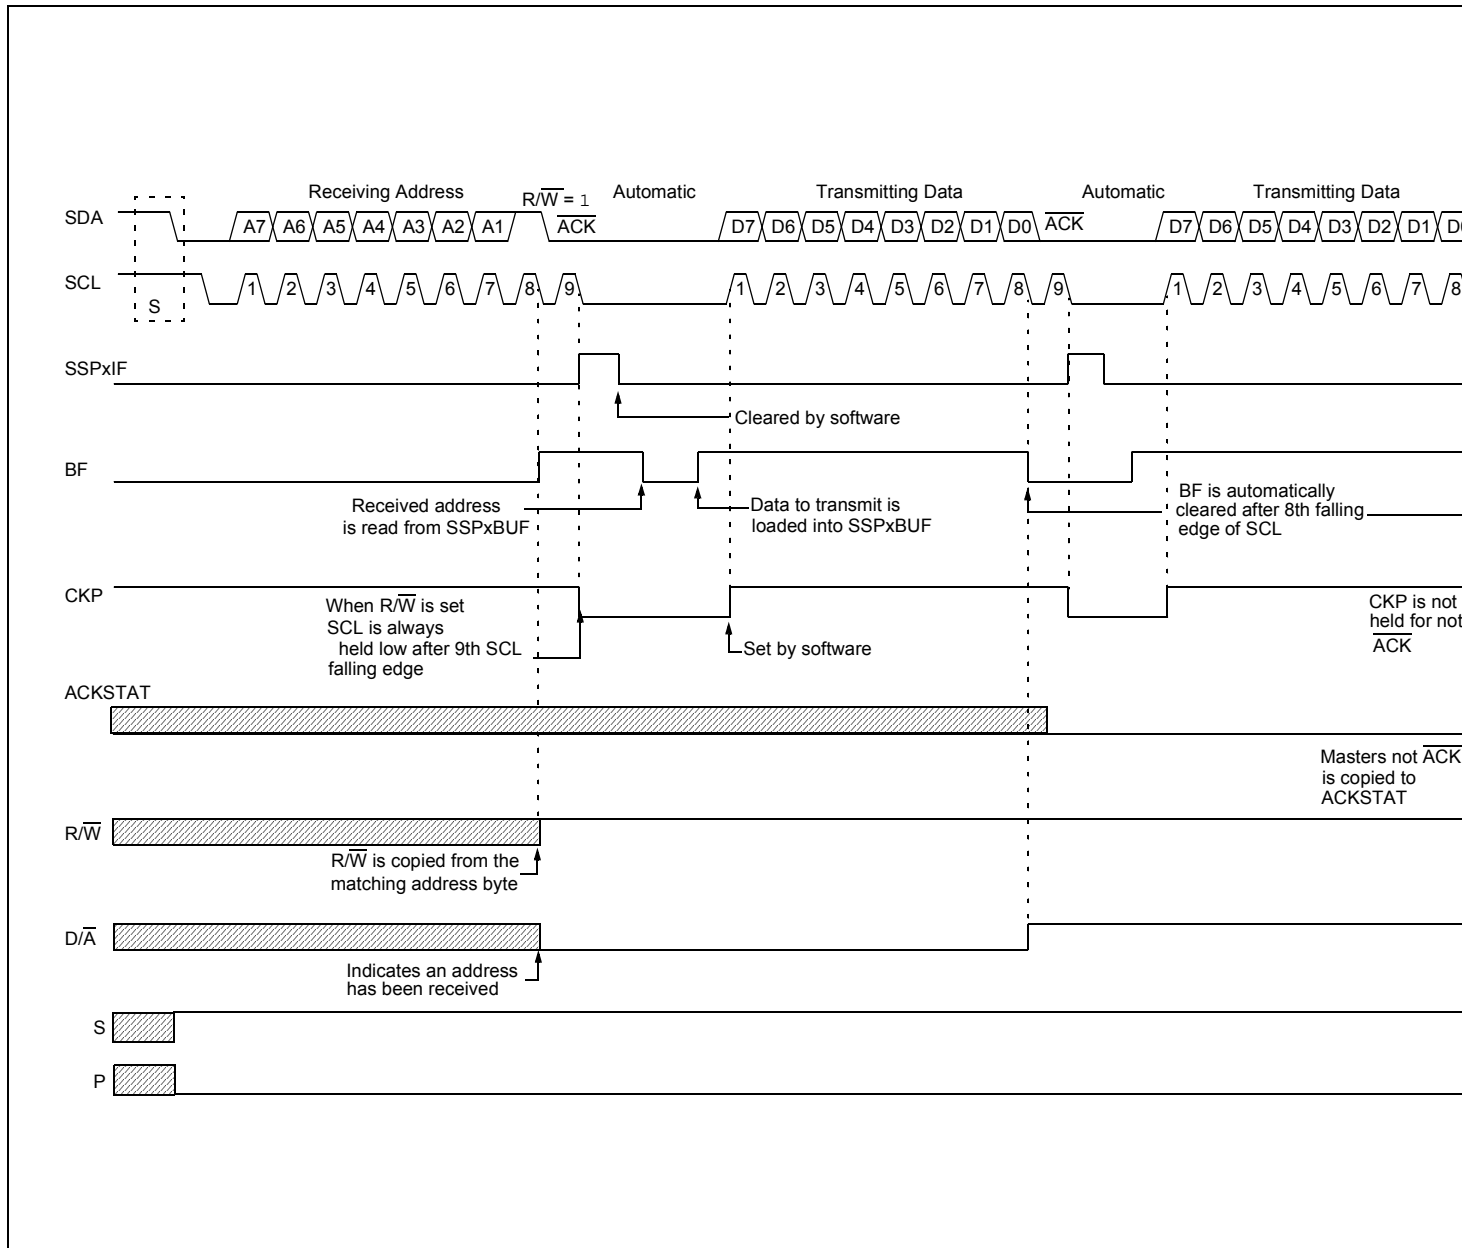 Receiving Address
R/W̅ = 1
Automatic
Transmitting Data
Automatic
Transmitting Data
SDA
A7 A6 A5 A4 A3 A2 A1
A̅C̅K̅
D7 D6 D5 D4 D3 D2 D1 D0
A̅C̅K̅
D7 D6 D5 D4 D3 D2 D1
SCL
S
1 2 3 4 5 6 7 8 9
1 2 3 4 5 6 7 8 9
1 2 3 4 5 6 7 8
SSPxIF
Cleared by software
BF
Received address
is read from SSPxBUF
Data to transmit is
loaded into SSPxBUF
BF is automatically
cleared after 8th falling
edge of SCL
CKP
When R/W̅ is set
SCL is always
held low after 9th SCL
falling edge
Set by software
CKP is not
held for not
A̅C̅K̅
ACKSTAT
Masters not A̅C̅K̅
is copied to
ACKSTAT
R/W̅
R/W̅ is copied from the
matching address byte
D/A̅
Indicates an address
has been received
S
P